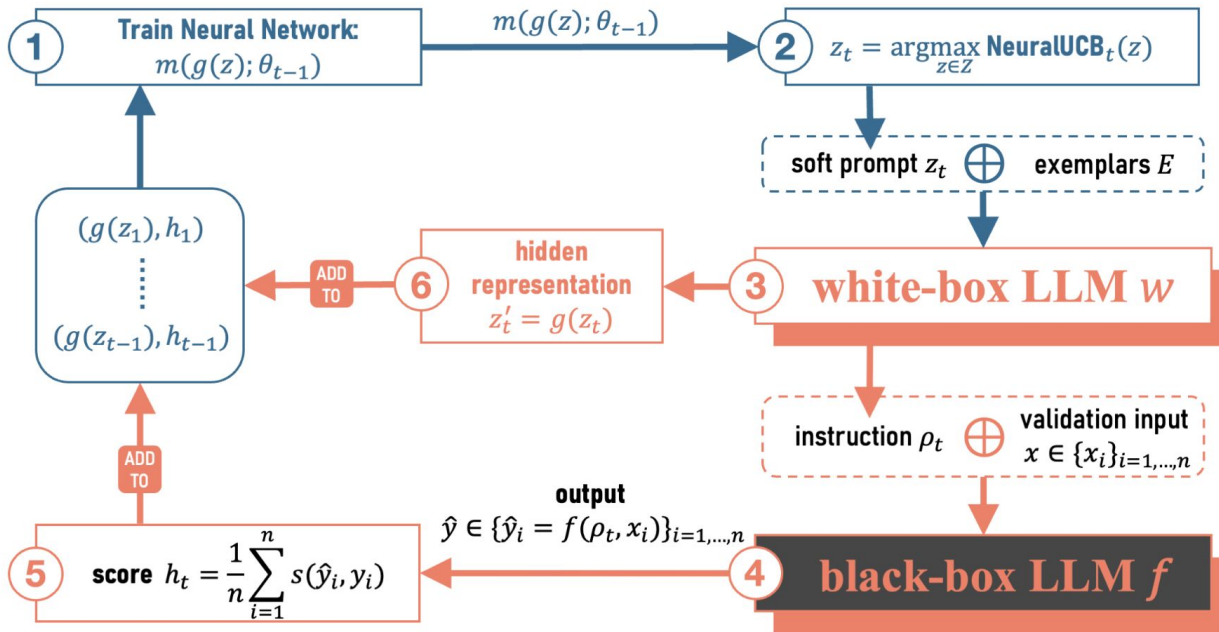 1
Train Neural Network:
m(g(z); θ_{t−1})
m(g(z); θ_{t−1})
2
z_t = argmax_{z∈Z} NeuralUCB_t(z)
soft prompt z_t ⊕ exemplars E
(g(z_1), h_1)
⋮
(g(z_{t−1}), h_{t−1})
ADD
TO
6
hidden
representation
z′_t = g(z_t)
3
white-box LLM w
instruction ρ_t ⊕ validation input
x ∈ {x_i}_{i=1,…,n}
ADD
TO
output
ŷ ∈ {ŷ_i = f(ρ_t, x_i)}_{i=1,…,n}
5
score h_t = \frac{1}{n} \sum_{i=1}^{n} s(ŷ_i, y_i)
4
black-box LLM f